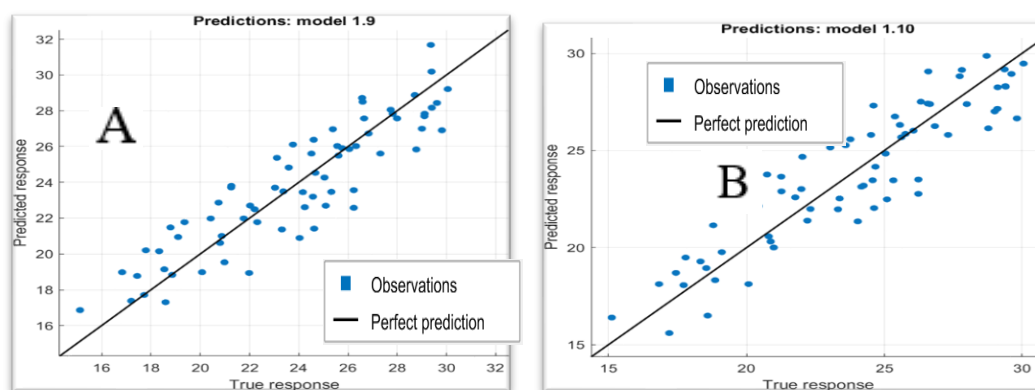 Predictions: model 1.9
32
30
28
26
24
22
20
18
16
Predicted response
A
Observations
Perfect prediction
16 18 20 22 24 26 28 30 32
True response
Predictions: model 1.10
30
25
20
15
Predicted response
Observations
Perfect prediction
B
20 25 30
True response